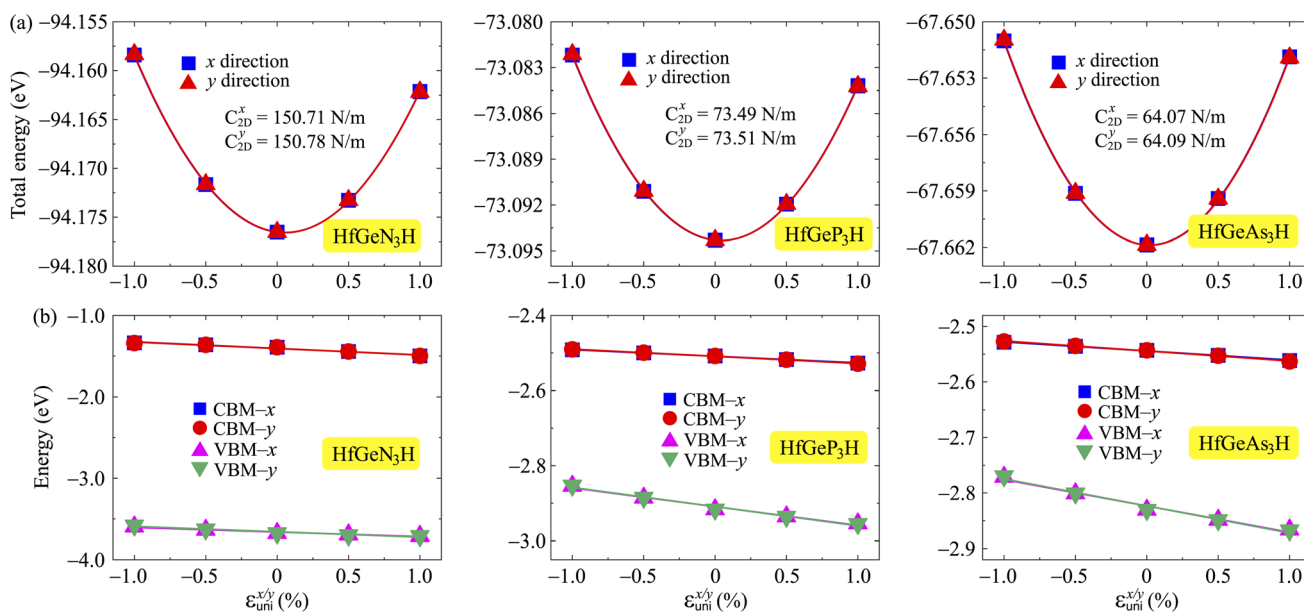 (a)
Total energy (eV)
−94.155
−94.160
−94.165
−94.170
−94.175
−94.180
x direction
y direction
C₂Dˣ = 150.71 N/m
C₂Dʸ = 150.78 N/m
HfGeN₃H
−1.0 −0.5 0 0.5 1.0
−73.080
−73.083
−73.086
−73.089
−73.092
−73.095
x direction
y direction
C₂Dˣ = 73.49 N/m
C₂Dʸ = 73.51 N/m
HfGeP₃H
−1.0 −0.5 0 0.5 1.0
−67.650
−67.653
−67.656
−67.659
−67.662
x direction
y direction
C₂Dˣ = 64.07 N/m
C₂Dʸ = 64.09 N/m
HfGeAs₃H
−1.0 −0.5 0 0.5 1.0
(b)
Energy (eV)
−1.0
−2.0
−3.0
−4.0
CBM–x
CBM–y
VBM–x
VBM–y
HfGeN₃H
−1.0 −0.5 0 0.5 1.0
εuniˣ/ʸ (%)
−2.4
−2.6
−2.8
−3.0
CBM–x
CBM–y
VBM–x
VBM–y
HfGeP₃H
−1.0 −0.5 0 0.5 1.0
εuniˣ/ʸ (%)
−2.5
−2.6
−2.7
−2.8
−2.9
CBM–x
CBM–y
VBM–x
VBM–y
HfGeAs₃H
−1.0 −0.5 0 0.5 1.0
εuniˣ/ʸ (%)